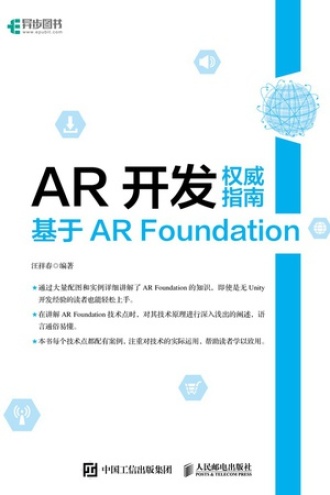 异步图书
www.epubit.com
AR 开发 权威指南
基于 AR Foundation
汪祥春◎编著
●通过大量配图和实例详细讲解了 AR Foundation 的知识，即使是无 Unity
开发经验的读者也能轻松上手。
●在讲解 AR Foundation 技术点时，对其技术原理进行深入浅出的阐述，语
言通俗易懂。
●本书每个技术点都配有案例，注重对技术的实际运用，帮助读者学以致用。
中国工信出版集团
人民邮电出版社
POSTS & TELECOM PRESS